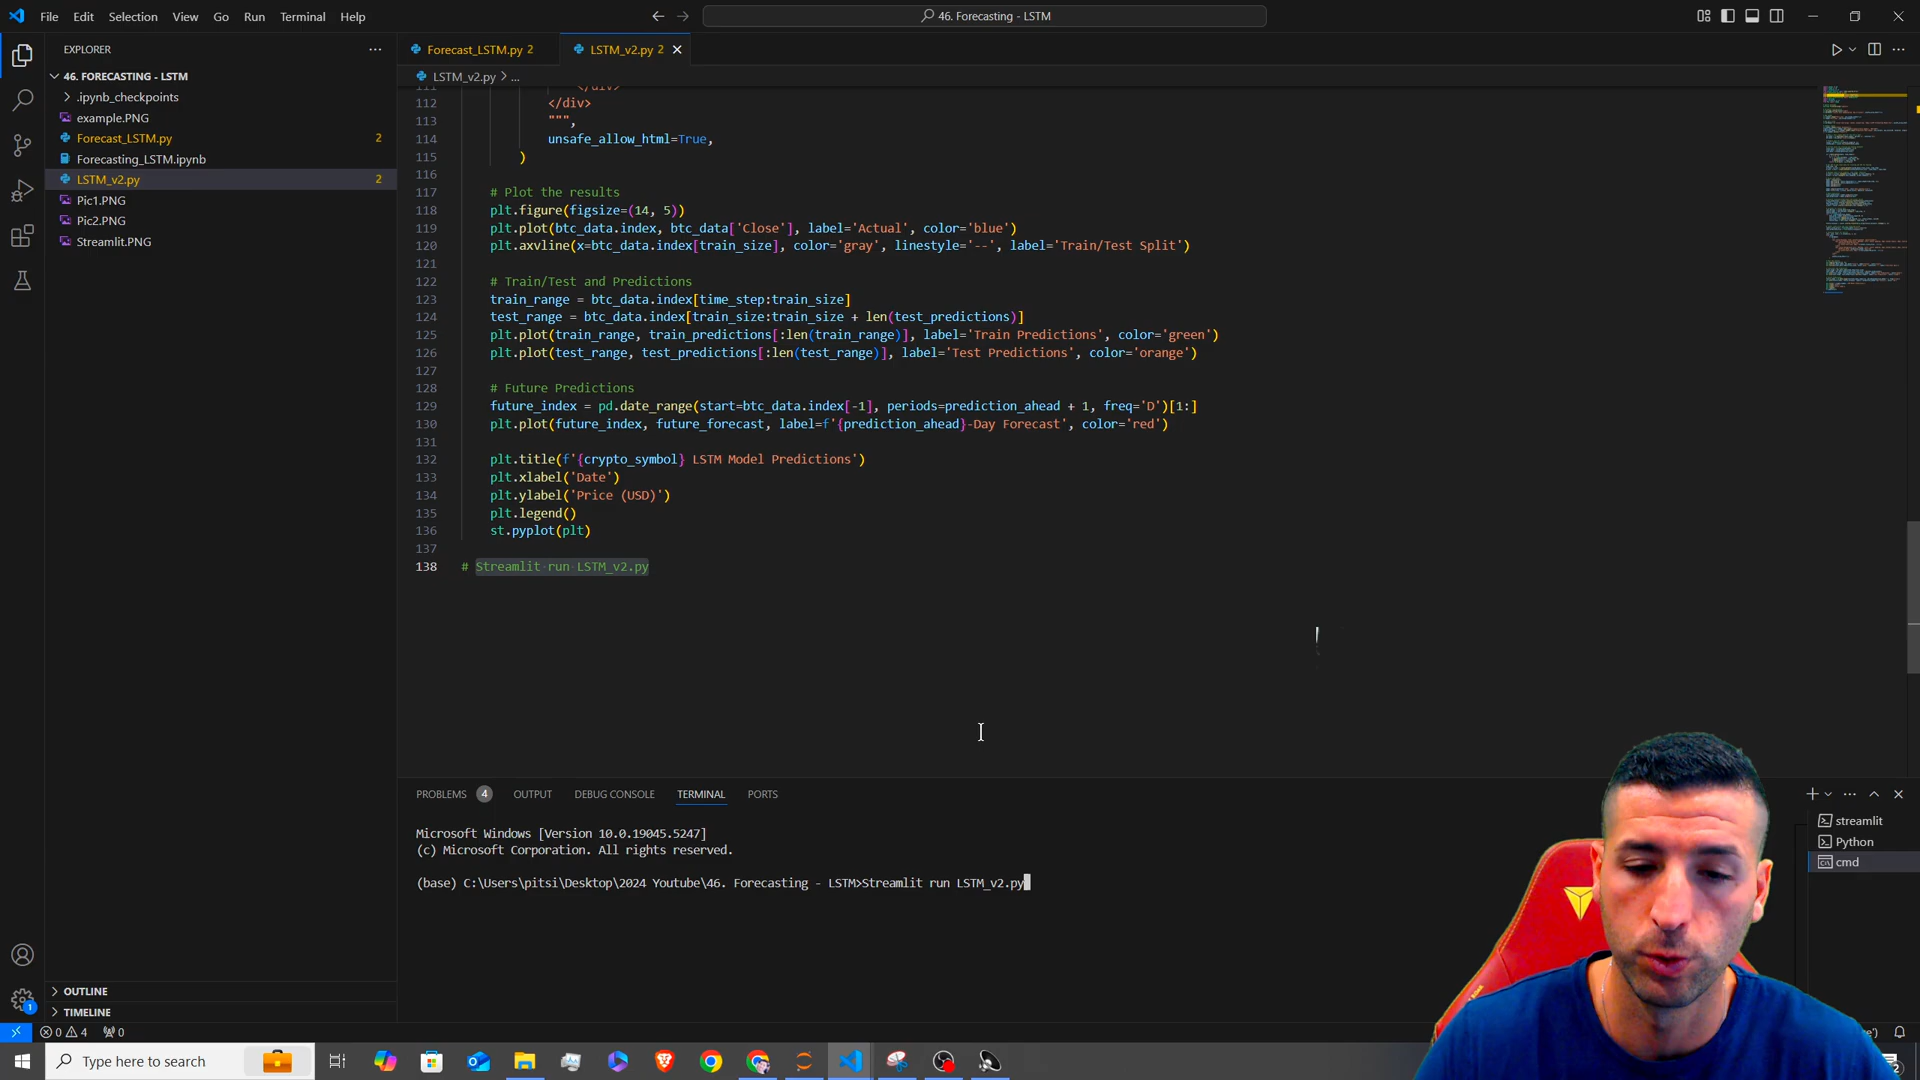 File Edit Selection View Go Run Terminal Help
46. Forecasting - LSTM
EXPLORER
46. FORECASTING - LSTM
.ipynb_checkpoints
example.PNG
Forecast_LSTM.py 2
Forecasting_LSTM.ipynb
LSTM_v2.py 2
Pic1.PNG
Pic2.PNG
Streamlit.PNG
OUTLINE
TIMELINE
Forecast_LSTM.py 2 LSTM_v2.py 2
LSTM_v2.py > ...
111 </div>
112 </div>
113 """,
114 unsafe_allow_html=True,
115 )
116
117 # Plot the results
118 plt.figure(figsize=(14, 5))
119 plt.plot(btc_data.index, btc_data['Close'], label='Actual', color='blue')
120 plt.axvline(x=btc_data.index[train_size], color='gray', linestyle='--', label='Train/Test Split')
121
122 # Train/Test and Predictions
123 train_range = btc_data.index[time_step:train_size]
124 test_range = btc_data.index[train_size:train_size + len(test_predictions)]
125 plt.plot(train_range, train_predictions[:len(train_range)], label='Train Predictions', color='green')
126 plt.plot(test_range, test_predictions[:len(test_range)], label='Test Predictions', color='orange')
127
128 # Future Predictions
129 future_index = pd.date_range(start=btc_data.index[-1], periods=prediction_ahead + 1, freq='D')[1:]
130 plt.plot(future_index, future_forecast, label=f'{prediction_ahead}-Day Forecast', color='red')
131
132 plt.title(f'{crypto_symbol} LSTM Model Predictions')
133 plt.xlabel('Date')
134 plt.ylabel('Price (USD)')
135 plt.legend()
136 st.pyplot(plt)
137
138 # Streamlit run LSTM_v2.py
PROBLEMS 4 OUTPUT DEBUG CONSOLE TERMINAL PORTS
Microsoft Windows [Version 10.0.19045.5247]
(c) Microsoft Corporation. All rights reserved.
(base) C:\Users\pitsi\Desktop\2024 Youtube\46. Forecasting - LSTM>Streamlit run LSTM_v2.py
streamlit
Python
cmd
1
0 4 0
Type here to search
2